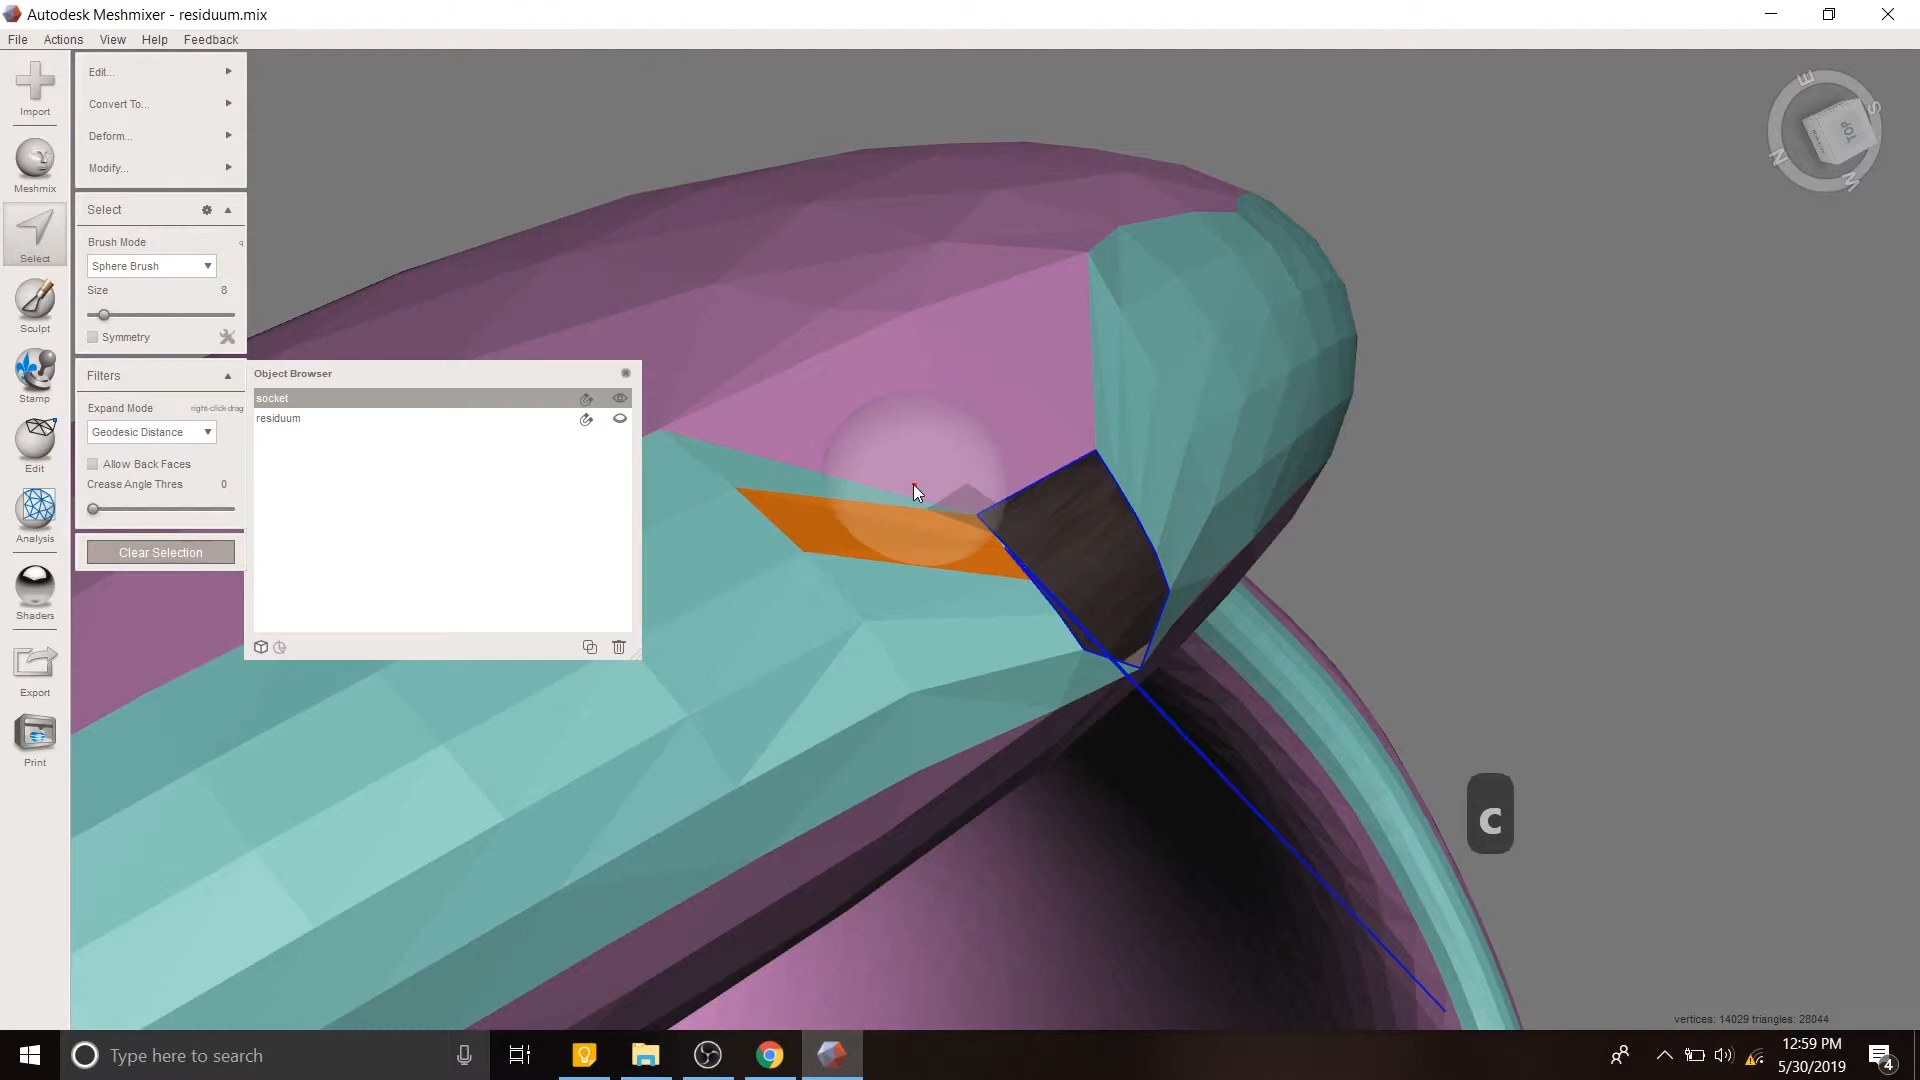 Autodesk Meshmixer - residuum.mix
File Actions View Help Feedback
Import
Meshmix
Select
Sculpt
Stamp
Edit
Analysis
Shaders
Export
Print
Edit...
Convert To...
Deform...
Modify...
Select
Brush Mode q
Sphere Brush
Size 8
Symmetry
Filters
Expand Mode right-click-drag
Geodesic Distance
Allow Back Faces
Crease Angle Thres 0
Clear Selection
Object Browser
socket
residuum
E
S
N
W
TOP
C
vertices: 14029 triangles: 28044
Type here to search
12:59 PM
5/30/2019
4